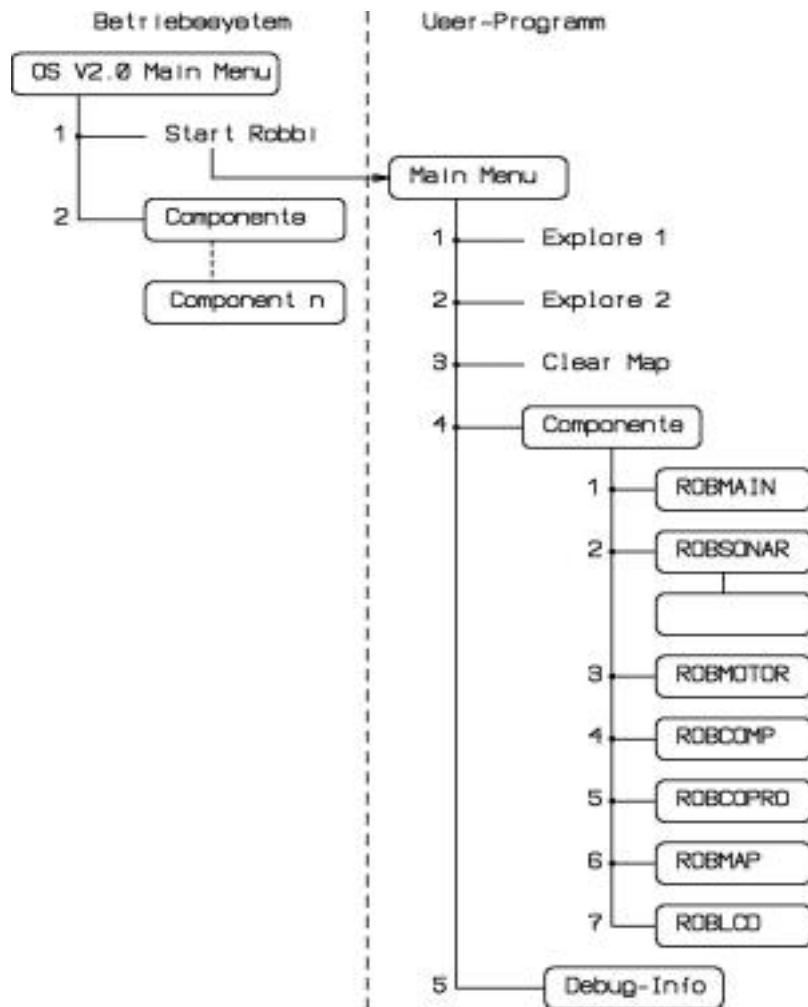 Betriebssystem
User-Programm
OS V2.0 Main Menu
1 Start Robbi
2 Components
Component n
Main Menu
1 Explore 1
2 Explore 2
3 Clear Map
4 Components
1 ROBMAIN
2 ROBSONAR
3 ROBMOTOR
4 ROBCOMP
5 ROBCOPRO
6 ROBMAP
7 ROBLCD
5 Debug-Info